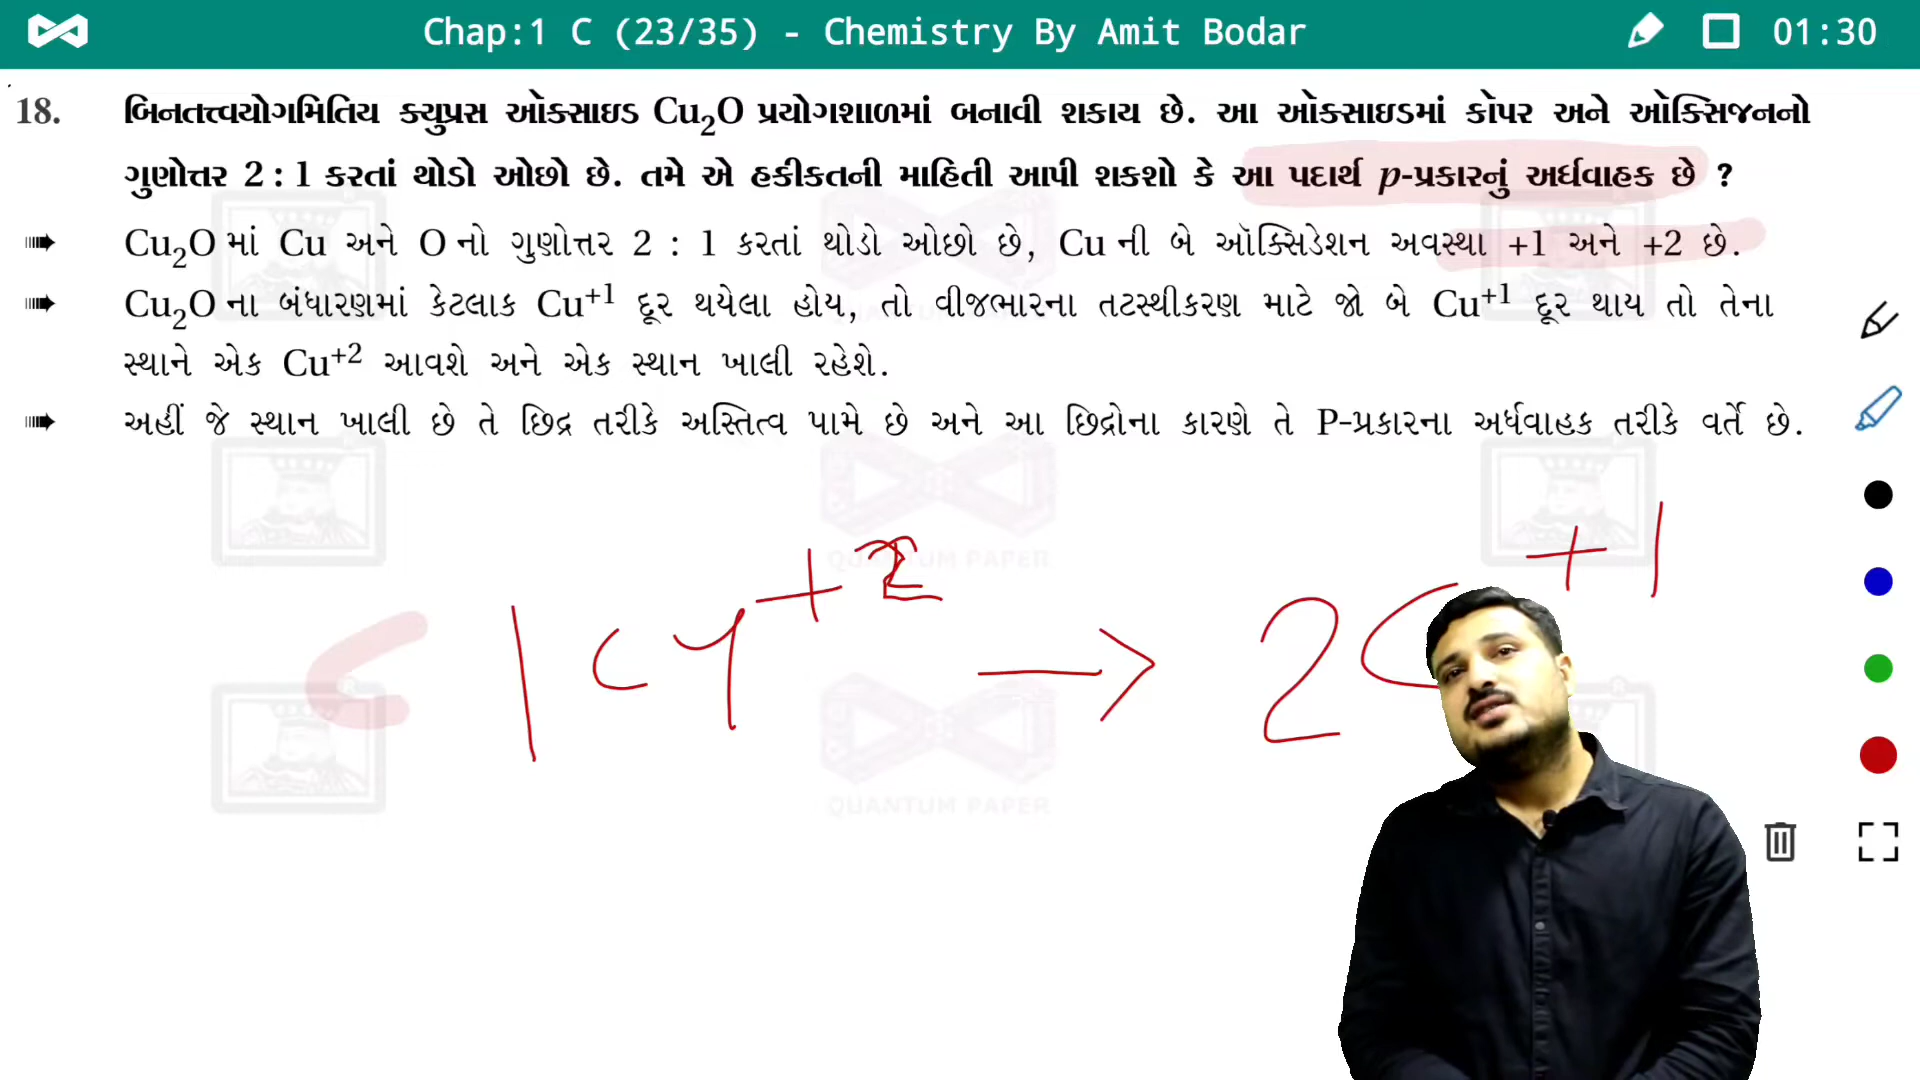 Chap:1 C (23/35) - Chemistry By Amit Bodar
01:30
18. બિનતત્ત્વયોગમિતિય ક્યુપ્રસ ઓક્સાઇડ Cu₂O પ્રયોગશાળમાં બનાવી શકાય છે. આ ઓક્સાઇડમાં કોપર અને ઓક્સિજનનો
ગુણોત્તર 2 : 1 કરતાં થોડો ઓછો છે. તમે એ હકીકતની માહિતી આપી શકશો કે આ પદાર્થ p-પ્રકારનું અર્ધવાહક છે ?
➠ Cu₂O માં Cu અને O નો ગુણોત્તર 2 : 1 કરતાં થોડો ઓછો છે, Cu ની બે ઑક્સિડેશન અવસ્થા +1 અને +2 છે.
➠ Cu₂O ના બંધારણમાં કેટલાક Cu⁺¹ દૂર થયેલા હોય, તો વીજભારના તટસ્થીકરણ માટે જો બે Cu⁺¹ દૂર થાય તો તેના
સ્થાને એક Cu⁺² આવશે અને એક સ્થાન ખાલી રહેશે.
➠ અહીં જે સ્થાન ખાલી છે તે છિદ્ર તરીકે અસ્તિત્વ પામે છે અને આ છિદ્રોના કારણે તે P-પ્રકારના અર્ધવાહક તરીકે વર્તે છે.
QUANTUM PAPER
1 Cu⁺² → 2C ⁺¹
QUANTUM PAPER